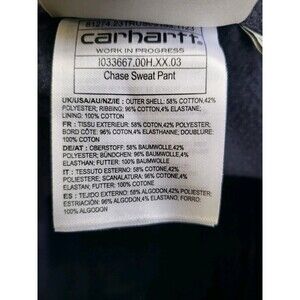 carhartt
WORK IN PROGRESS
I033667.00H.XX.03
Chase Sweat Pant
UK/USA/AU/NZ/IE : OUTER SHELL: 58% COTTON,42%
POLYESTER; RIBBING: 96% COTTON,4% ELASTANE;
LINING: 100% COTTON
FR : TISSU EXTERIEUR: 58% COTON,42% POLYESTER;
BORD CÔTE: 96% COTON,4% ELASTHANNE; DOUBLURE:
100% COTON
DE/AT : OBERSTOFF: 58% BAUMWOLLE,42%
POLYESTER; BÜNDCHEN: 96% BAUMWOLLE,4%
ELASTHAN; FUTTER: 100% BAUMWOLLE
IT : TESSUTO ESTERNO: 58% COTONE,42%
POLIESTERE; SCANALATURA: 96% COTONE,4%
ELASTAN; FUTTER: 100% COTONE
ES : TEJIDO EXTERIO: 58% ALGODÓN,42% POLIESTER;
ESTIRADO: 96% ALGODÓN,4% ELASTANO; FORRO:
100% ALGODÓN